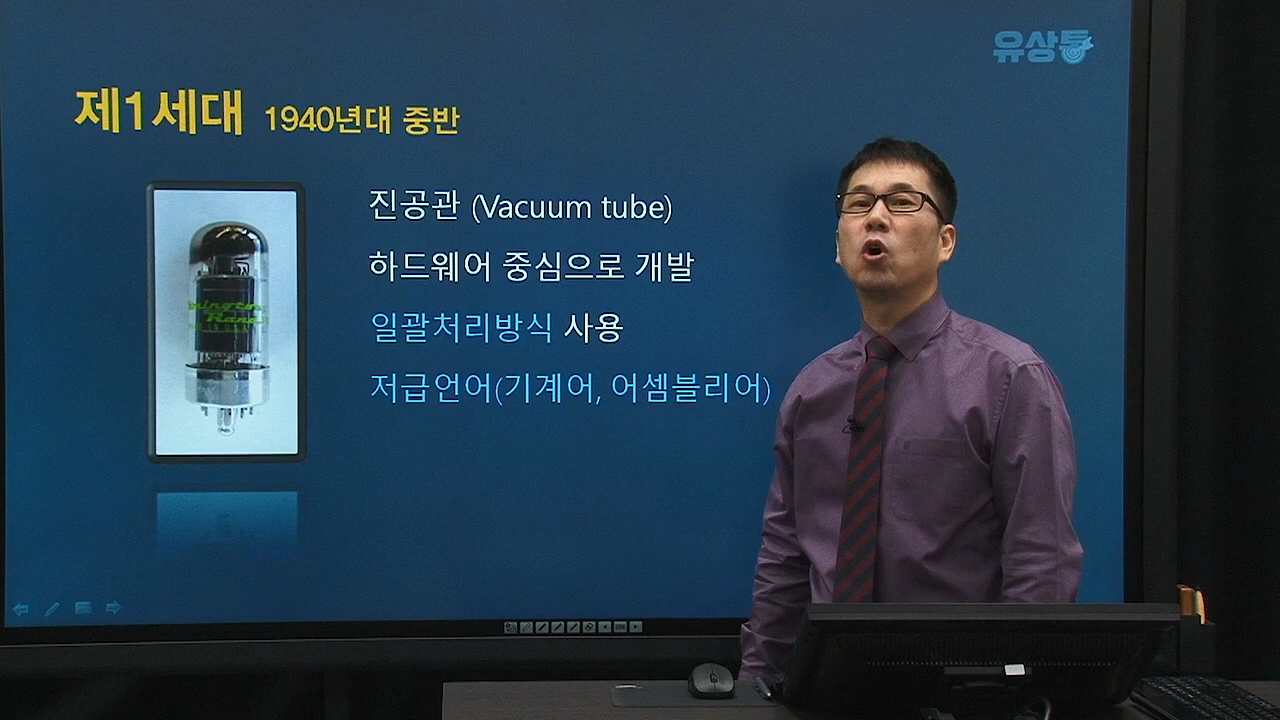 유상통
제1세대 1940년대 중반
진공관 (Vacuum tube)
하드웨어 중심으로 개발
일괄처리방식 사용
저급언어(기계어, 어셈블리어)